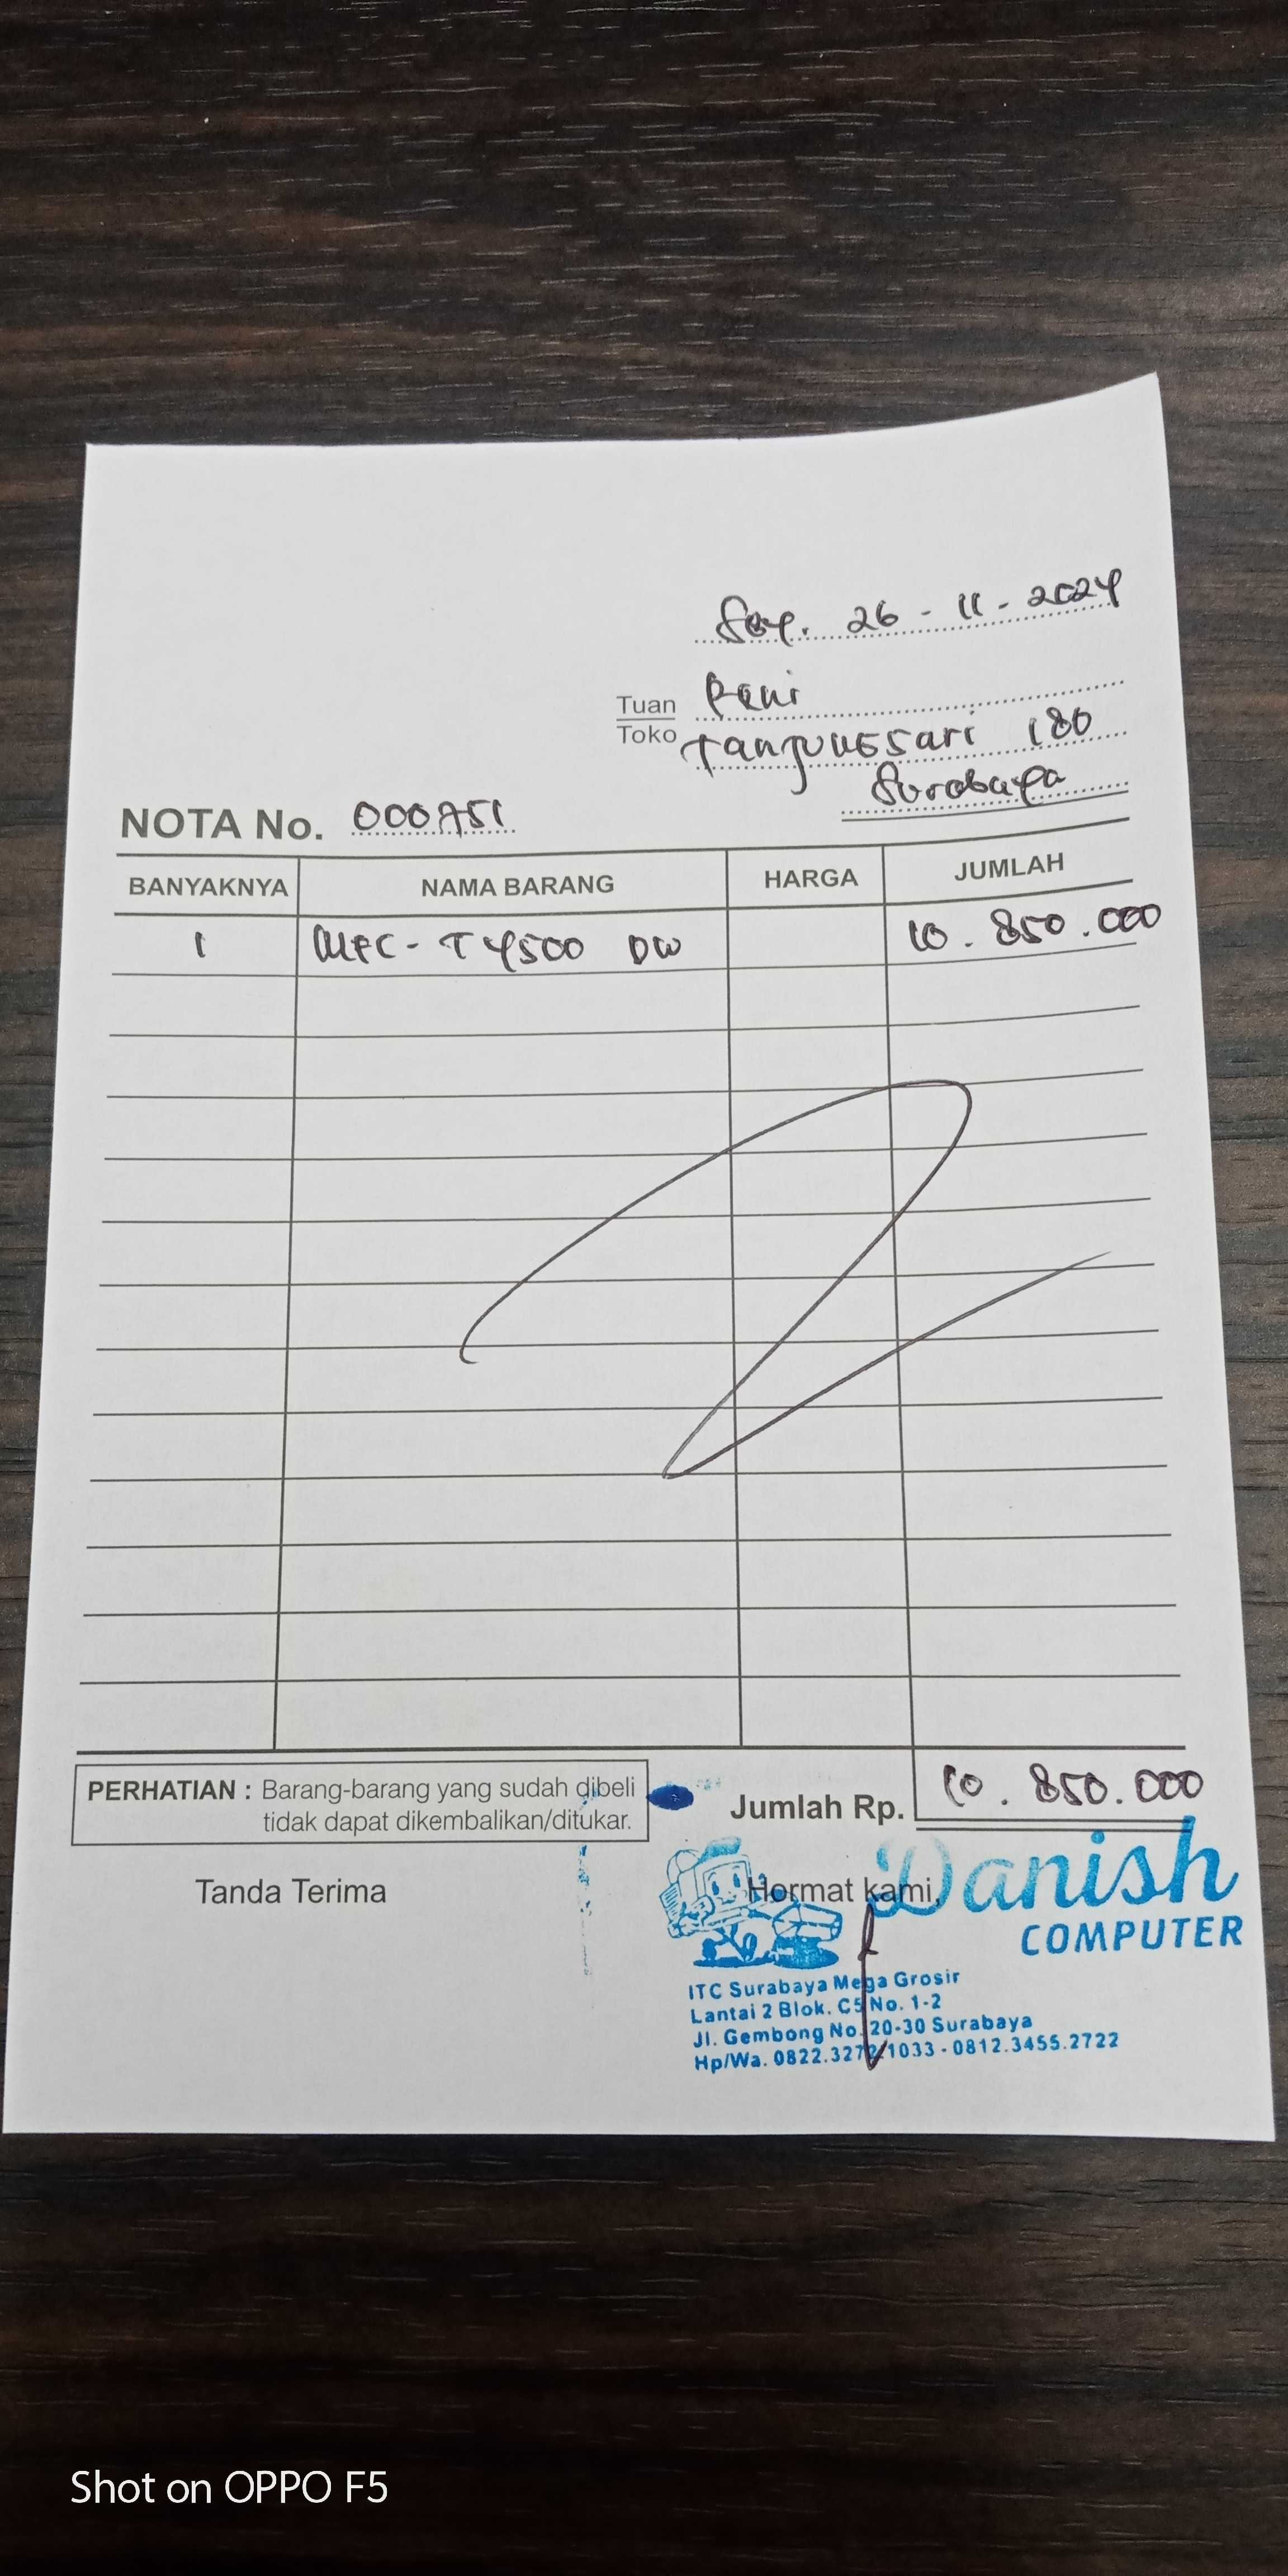 Sby. 26 - 11 - 2024
Tuan Rani
Toko Tanjungsari 180
Surabaya
NOTA No. 000751
BANYAKNYA NAMA BARANG HARGA JUMLAH
1 MFC - T4500 DW 10.850.000
PERHATIAN : Barang-barang yang sudah dibeli
tidak dapat dikembalikan/ditukar.
Jumlah Rp. 10.850.000
Tanda Terima
Hormat kami,
Danish
COMPUTER
ITC Surabaya Mega Grosir
Lantai 2 Blok. C5 No. 1-2
Jl. Gembong No. 20-30 Surabaya
Hp/Wa. 0822.3272.1033 - 0812.3455.2722
Shot on OPPO F5